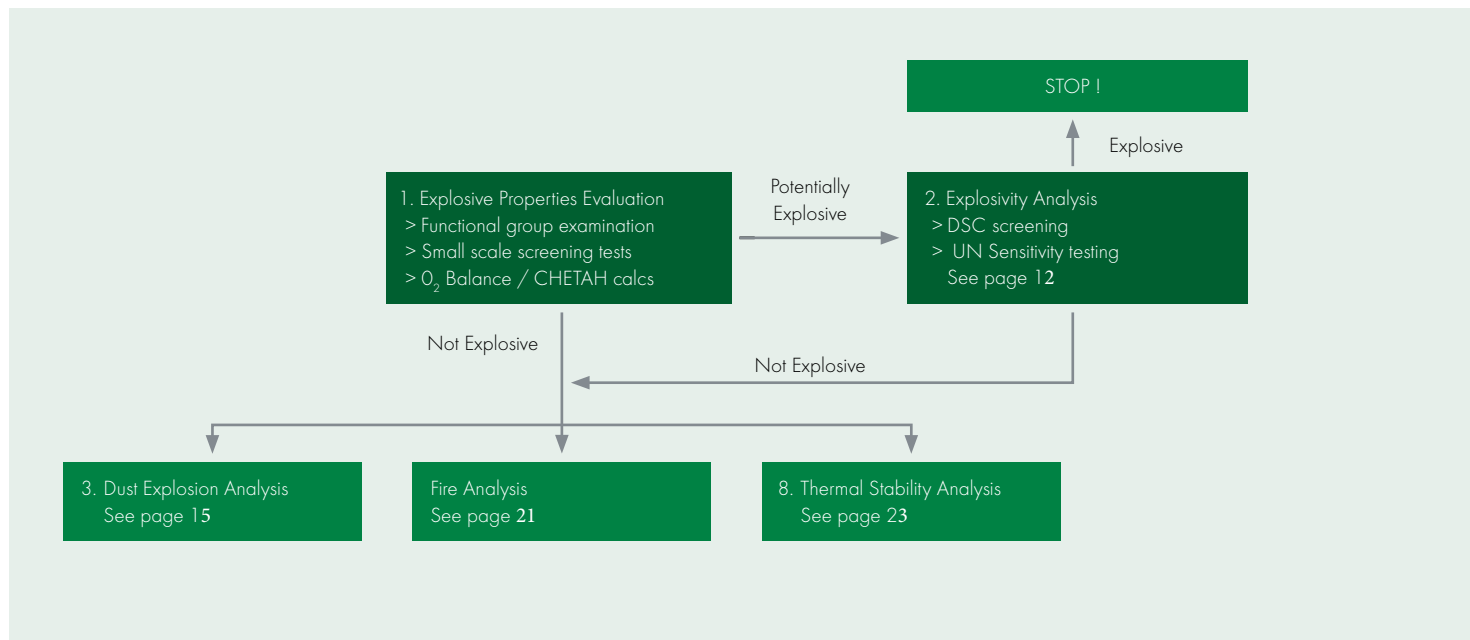 STOP !
Explosive
1. Explosive Properties Evaluation
> Functional group examination
> Small scale screening tests
> 0₂ Balance / CHETAH calcs
Potentially
Explosive
2. Explosivity Analysis
> DSC screening
> UN Sensitivity testing
See page 12
Not Explosive
Not Explosive
3. Dust Explosion Analysis
See page 15
Fire Analysis
See page 21
8. Thermal Stability Analysis
See page 23